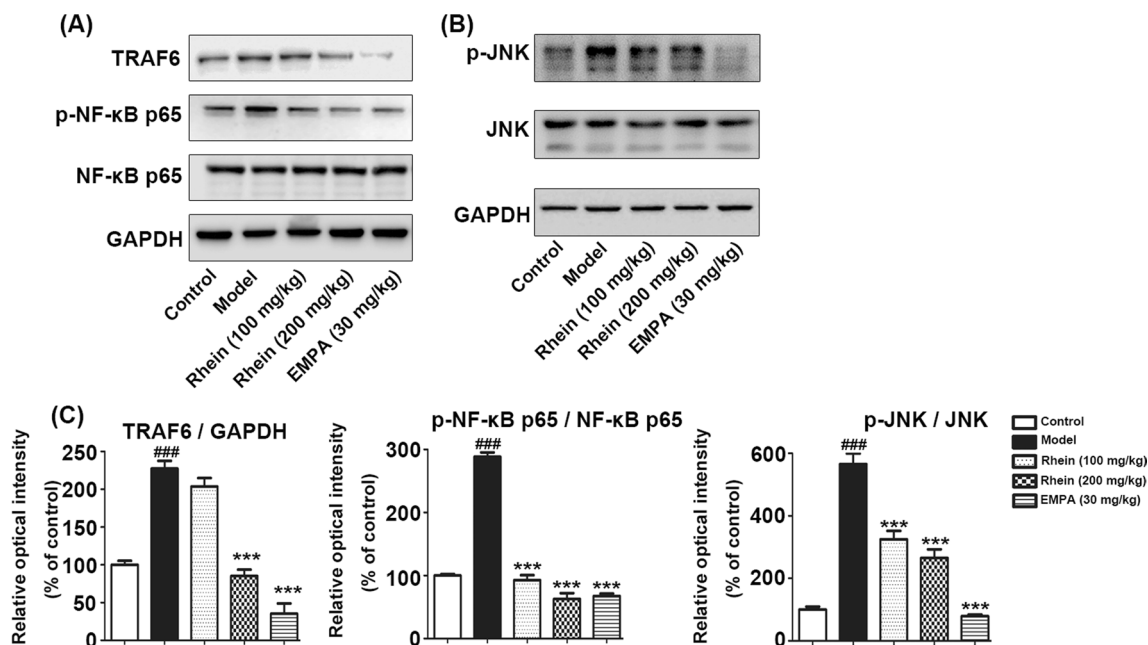 (A)
TRAF6
p-NF-κB p65
NF-κB p65
GAPDH
Control
Model
Rhein (100 mg/kg)
Rhein (200 mg/kg)
EMPA (30 mg/kg)
(B)
p-JNK
JNK
GAPDH
Control
Model
Rhein (100 mg/kg)
Rhein (200 mg/kg)
EMPA (30 mg/kg)
(C)
TRAF6 / GAPDH
Relative optical intensity
(% of control)
250
200
150
100
50
0
###
***
***
p-NF-κB p65 / NF-κB p65
Relative optical intensity
(% of control)
300
200
100
0
###
***
***
***
p-JNK / JNK
Relative optical intensity
(% of control)
600
400
200
0
###
***
***
***
Control
Model
Rhein (100 mg/kg)
Rhein (200 mg/kg)
EMPA (30 mg/kg)